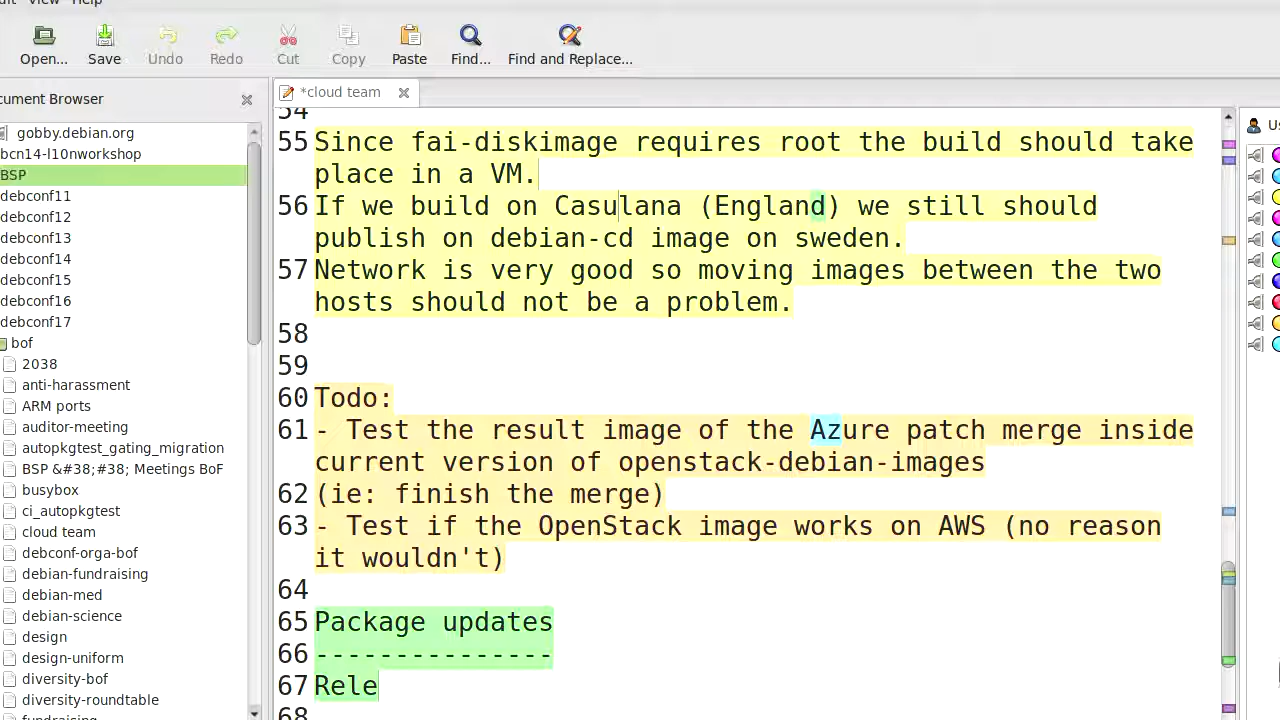 View Help
Open... Save Undo Redo Cut Copy Paste Find... Find and Replace...
cument Browser
*cloud team
gobby.debian.org
bcn14-l10nworkshop
BSP
debconf11
debconf12
debconf13
debconf14
debconf15
debconf16
debconf17
bof
2038
anti-harassment
ARM ports
auditor-meeting
autopkgtest_gating_migration
BSP &#38;#38; Meetings BoF
busybox
ci_autopkgtest
cloud team
debconf-orga-bof
debian-fundraising
debian-med
debian-science
design
design-uniform
diversity-bof
diversity-roundtable
fundraising
54
55 Since fai-diskimage requires root the build should take
place in a VM.
56 If we build on Casulana (England) we still should
publish on debian-cd image on sweden.
57 Network is very good so moving images between the two
hosts should not be a problem.
58
59
60 Todo:
61 - Test the result image of the Azure patch merge inside
current version of openstack-debian-images
62 (ie: finish the merge)
63 - Test if the OpenStack image works on AWS (no reason
it wouldn't)
64
65 Package updates
66 ---------------
67 Rele
68
Us